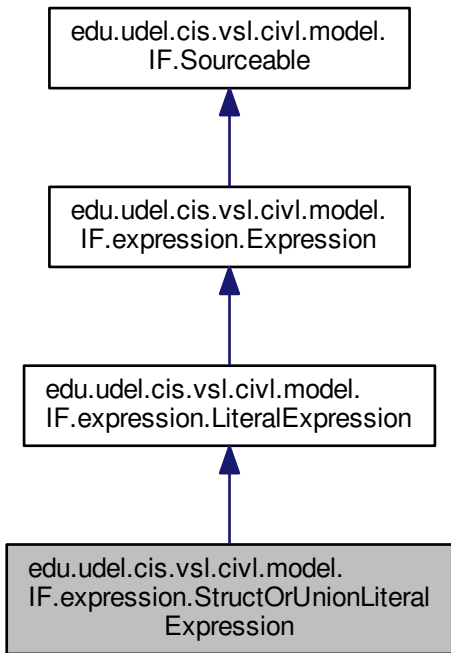 edu.udel.cis.vsl.civl.model.
IF.Sourceable
edu.udel.cis.vsl.civl.model.
IF.expression.Expression
edu.udel.cis.vsl.civl.model.
IF.expression.LiteralExpression
edu.udel.cis.vsl.civl.model.
IF.expression.StructOrUnionLiteral
Expression